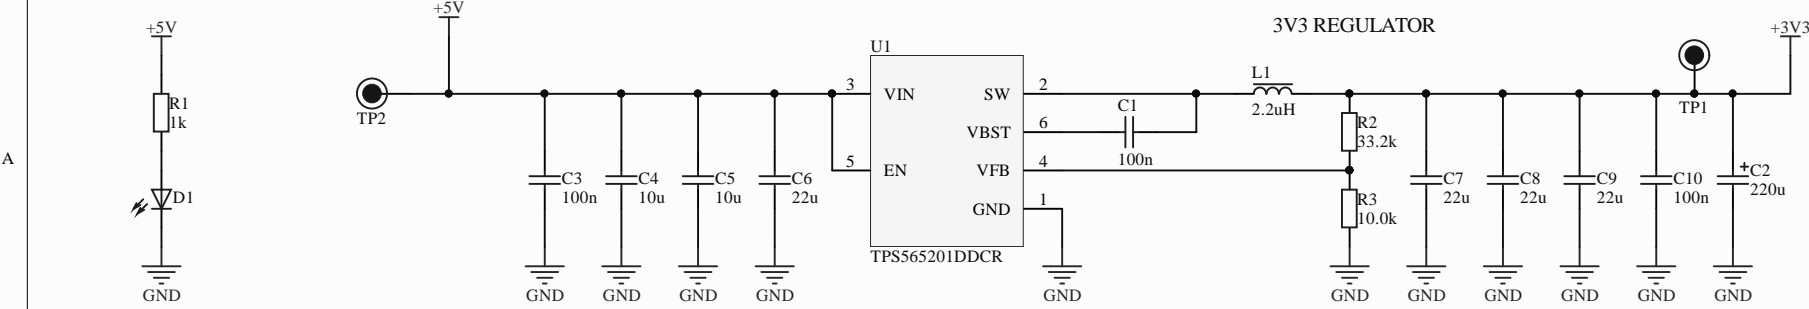 3V3 REGULATOR
A
+5V
R1
1k
D1
GND
+5V
TP2
C3
100n
GND
C4
10u
GND
C5
10u
GND
C6
22u
GND
U1
3 VIN
5 EN
SW 2
VBST 6
VFB 4
GND 1
TPS565201DDCR
GND
C1
100n
L1
2.2uH
R2
33.2k
R3
10.0k
GND
C7
22u
GND
C8
22u
GND
C9
22u
GND
C10
100n
GND
TP1
+
C2
220u
GND
+3V3